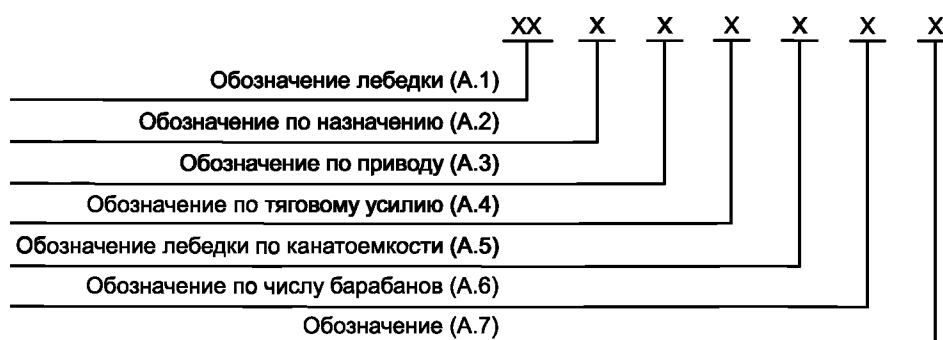 XX X X X X X X
Обозначение лебедки (А.1)
Обозначение по назначению (А.2)
Обозначение по приводу (А.3)
Обозначение по тяговому усилию (А.4)
Обозначение лебедки по канатоемкости (А.5)
Обозначение по числу барабанов (А.6)
Обозначение (А.7)